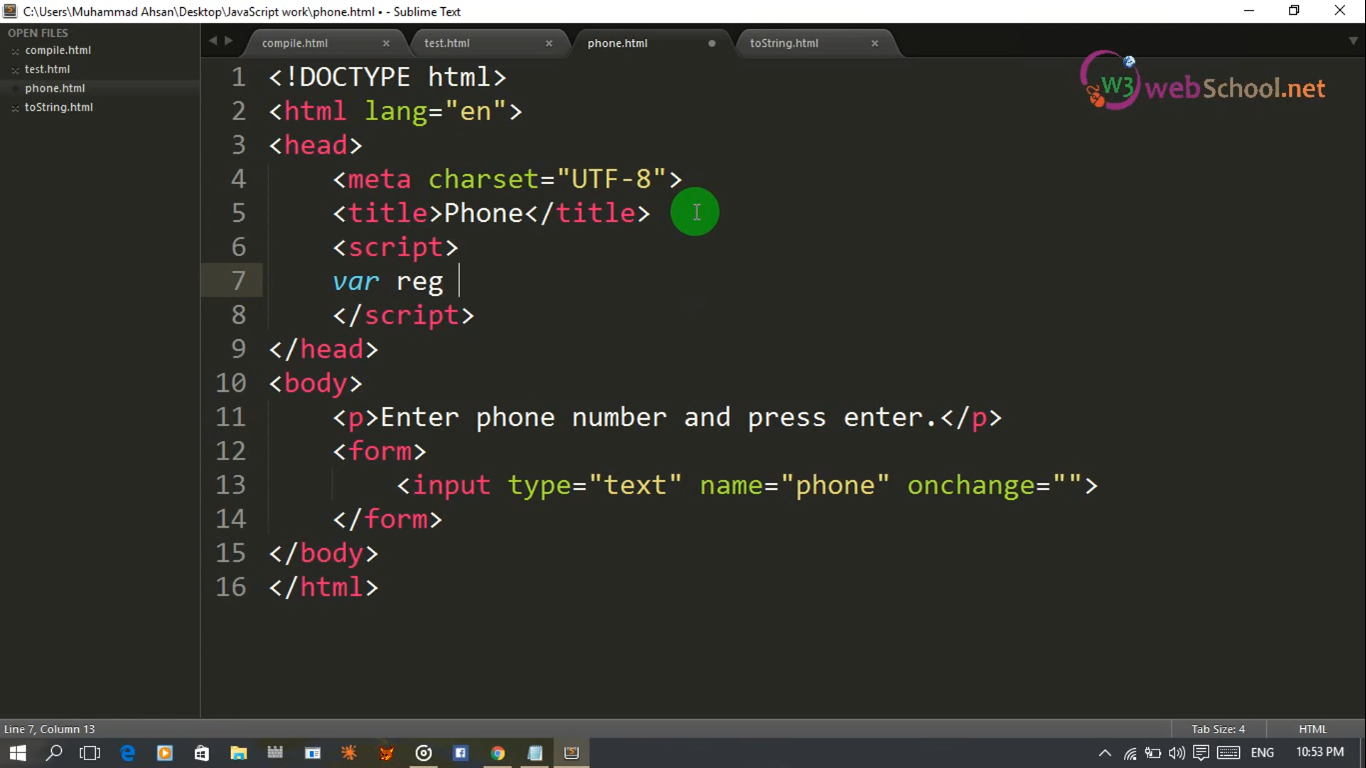 C:\Users\Muhammad Ahsan\Desktop\JavaScript work\phone.html • - Sublime Text
OPEN FILES
compile.html
test.html
phone.html
toString.html
compile.html test.html phone.html toString.html
W3 webSchool.net
1 <!DOCTYPE html>
2 <html lang="en">
3 <head>
4 <meta charset="UTF-8">
5 <title>Phone</title>
6 <script>
7 var reg
8 </script>
9 </head>
10 <body>
11 <p>Enter phone number and press enter.</p>
12 <form>
13 <input type="text" name="phone" onchange="">
14 </form>
15 </body>
16 </html>
Line 7, Column 13 Tab Size: 4 HTML
ENG 10:53 PM